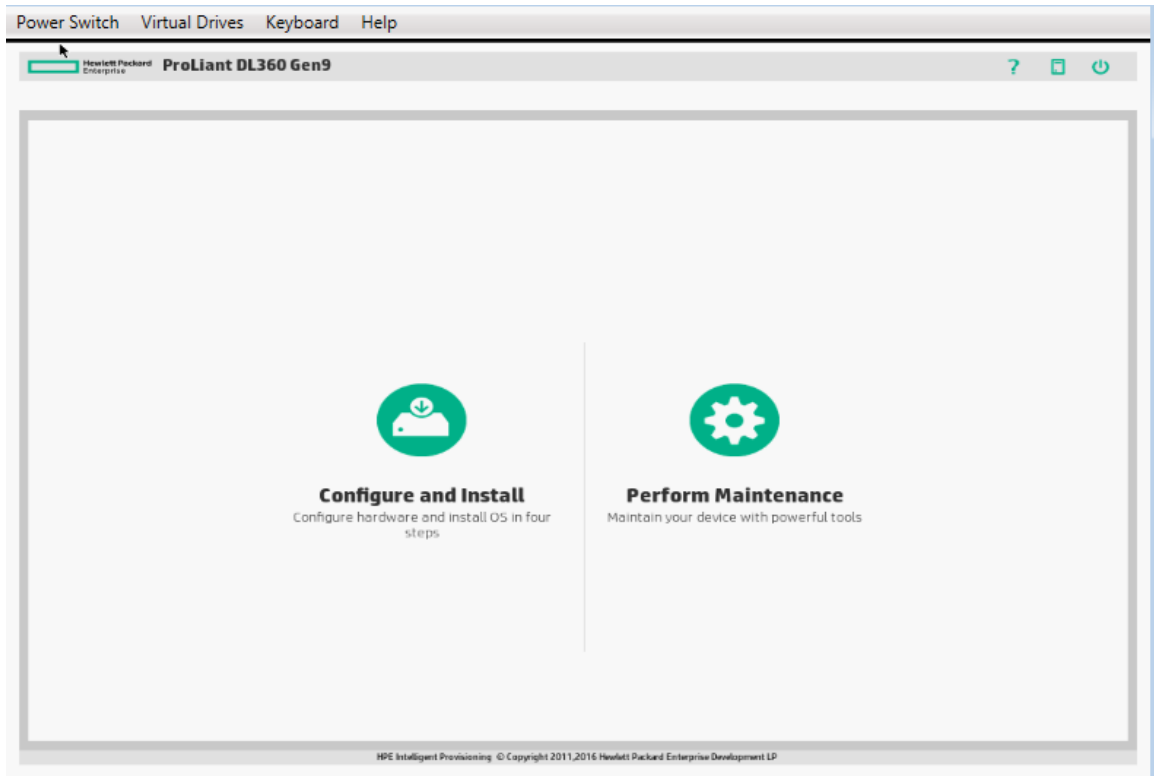 Power Switch Virtual Drives Keyboard Help
Hewlett Packard
Enterprise
ProLiant DL360 Gen9
?
Configure and Install
Configure hardware and install OS in four
steps
Perform Maintenance
Maintain your device with powerful tools
HPE Intelligent Provisioning © Copyright 2011,2016 Hewlett Packard Enterprise Development LP